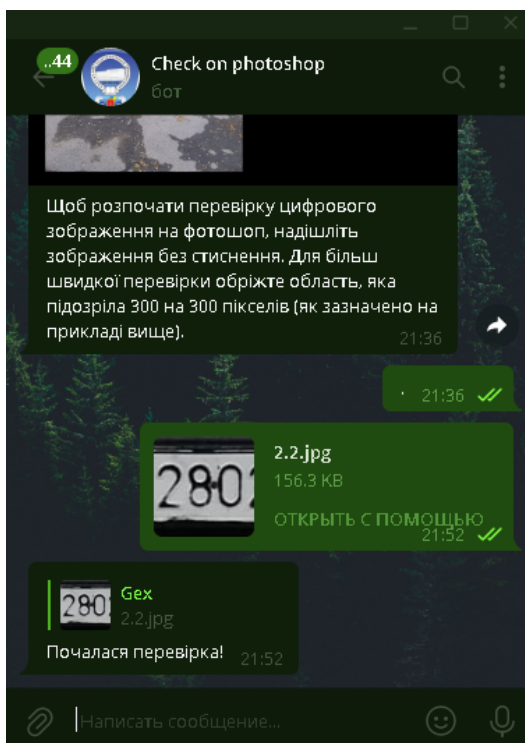 ..44
Check on photoshop
бот
Щоб розпочати перевірку цифрового
зображення на фотошоп, надішліть
зображення без стиснення. Для більш
швидкої перевірки обріжте область, яка
підозріла 300 на 300 пікселів (як зазначено на
прикладі вище).
21:36
. 21:36
2802
2.2.jpg
156.3 KB
ОТКРЫТЬ С ПОМОЩЬЮ
21:52
280
Gex
2.2.jpg
Почалася перевірка! 21:52
Написать сообщение...